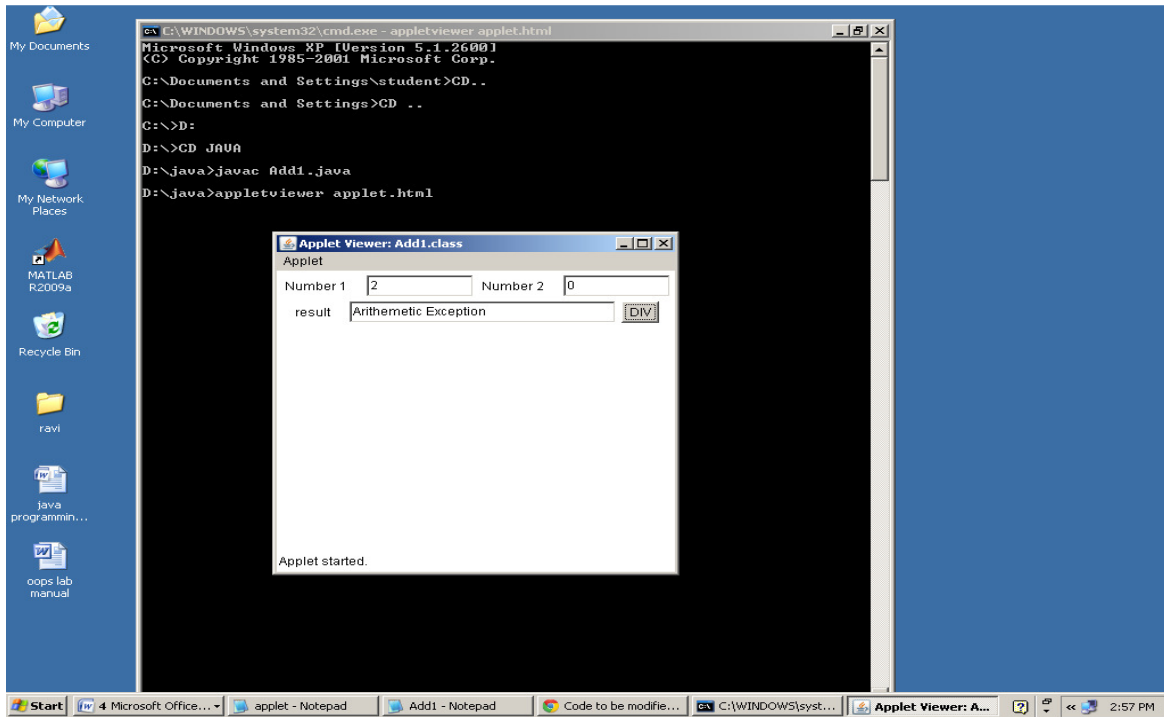 My Documents
My Computer
My Network
Places
MATLAB
R2009a
Recycle Bin
ravi
java
programmin...
oops lab
manual
C:\WINDOWS\system32\cmd.exe - appletviewer applet.html
Microsoft Windows XP [Version 5.1.2600]
(C) Copyright 1985-2001 Microsoft Corp.
C:\Documents and Settings\student>CD..
C:\Documents and Settings>CD ..
C:\>D:
D:\>CD JAVA
D:\java>javac Add1.java
D:\java>appletviewer applet.html
Applet Viewer: Add1.class
Applet
Number 1 2 Number 2 0
result Arithemetic Exception DIV
Applet started.
Start 4 Microsoft Office... applet - Notepad Add1 - Notepad Code to be modifie... C:\WINDOWS\syst... Applet Viewer: A... 2:57 PM